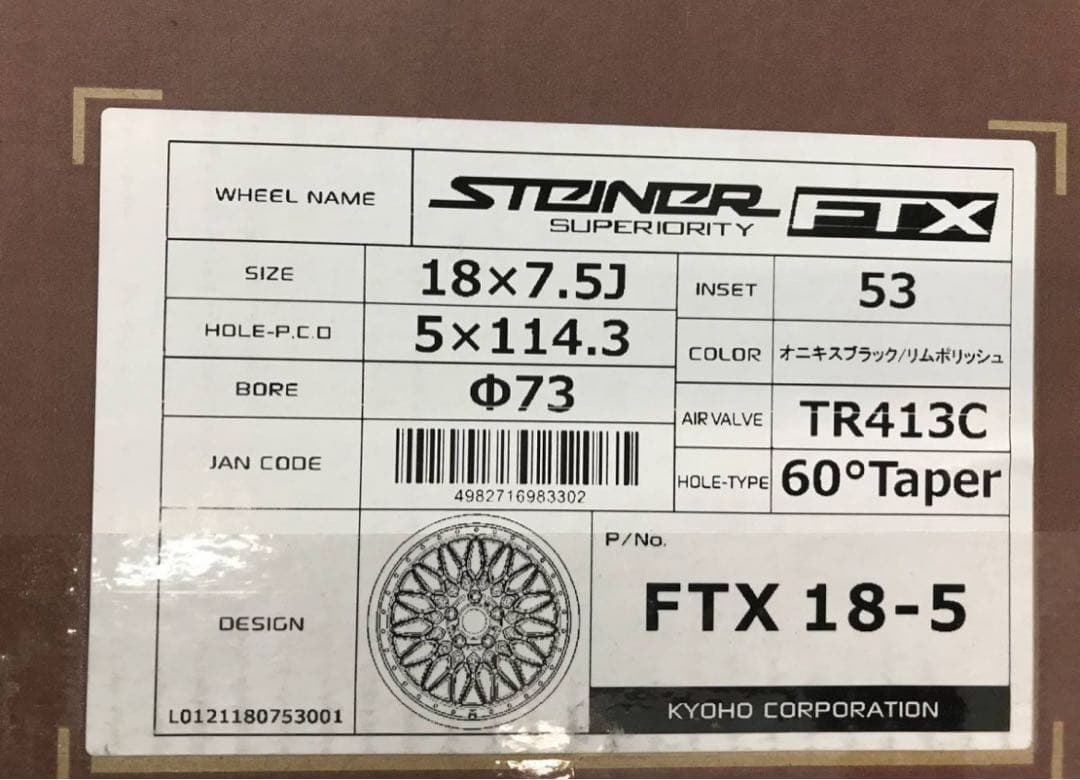 WHEEL NAME
STEINER FTX
SUPERIORITY
SIZE 18×7.5J INSET 53
HOLE-P.C.D 5×114.3 COLOR オニキスブラック/リムポリッシュ
BORE Φ73 AIR VALVE TR413C
JAN CODE 4982716983302 HOLE-TYPE 60°Taper
DESIGN
P/No.
FTX 18-5
L0121180753001
KYOHO CORPORATION